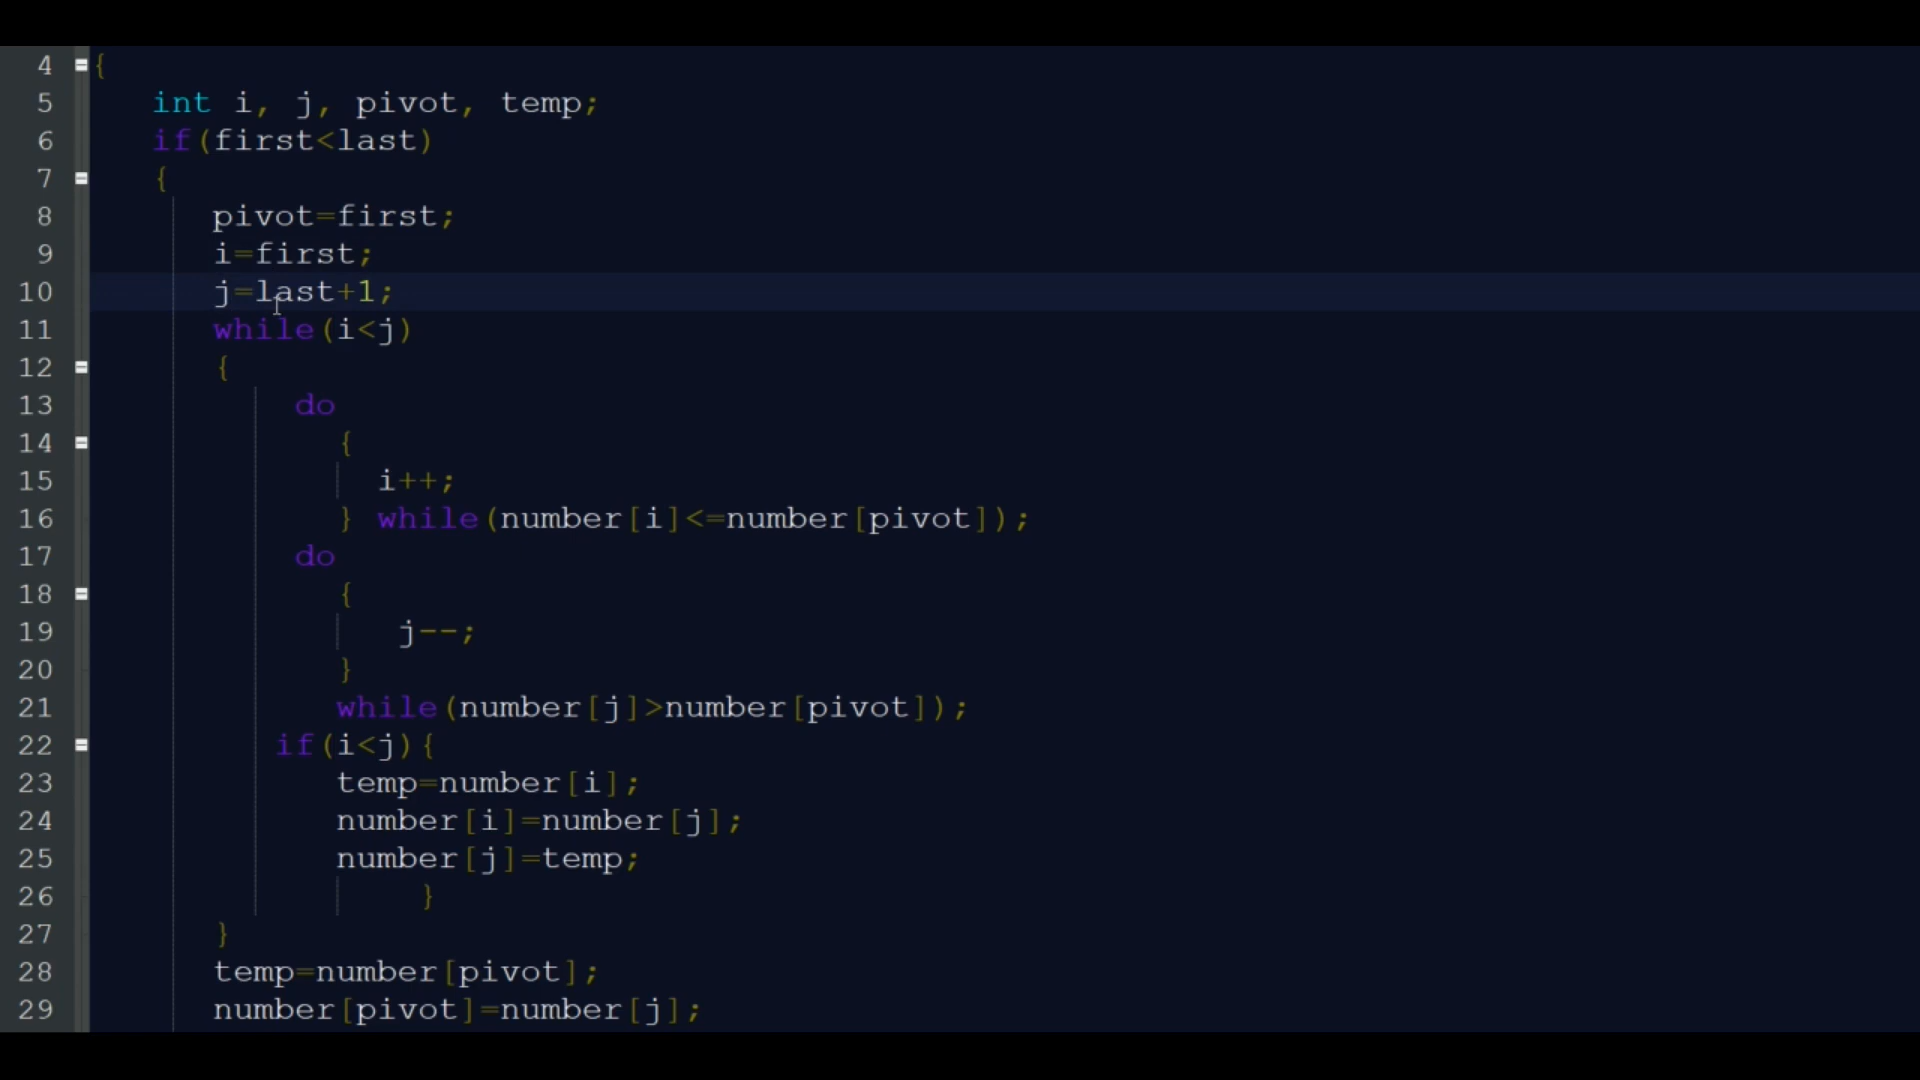 4 {
5 int i, j, pivot, temp;
6 if(first<last)
7 {
8 pivot=first;
9 i=first;
10 j=last+1;
11 while(i<j)
12 {
13 do
14 {
15 i++;
16 } while(number[i]<=number[pivot]);
17 do
18 {
19 j--;
20 }
21 while(number[j]>number[pivot]);
22 if(i<j){
23 temp=number[i];
24 number[i]=number[j];
25 number[j]=temp;
26 }
27 }
28 temp=number[pivot];
29 number[pivot]=number[j];